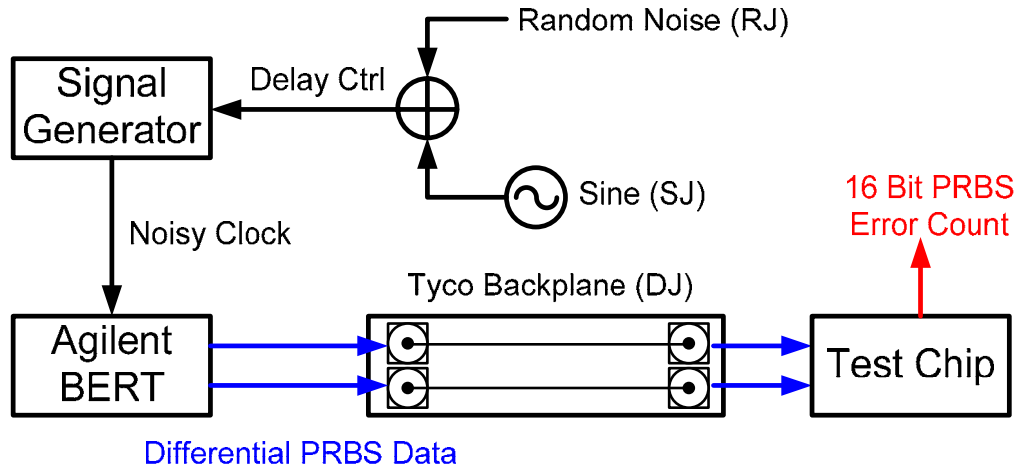 Random Noise (RJ)
Signal
Generator
Delay Ctrl
Sine (SJ)
16 Bit PRBS
Error Count
Noisy Clock
Tyco Backplane (DJ)
Agilent
BERT
Test Chip
Differential PRBS Data